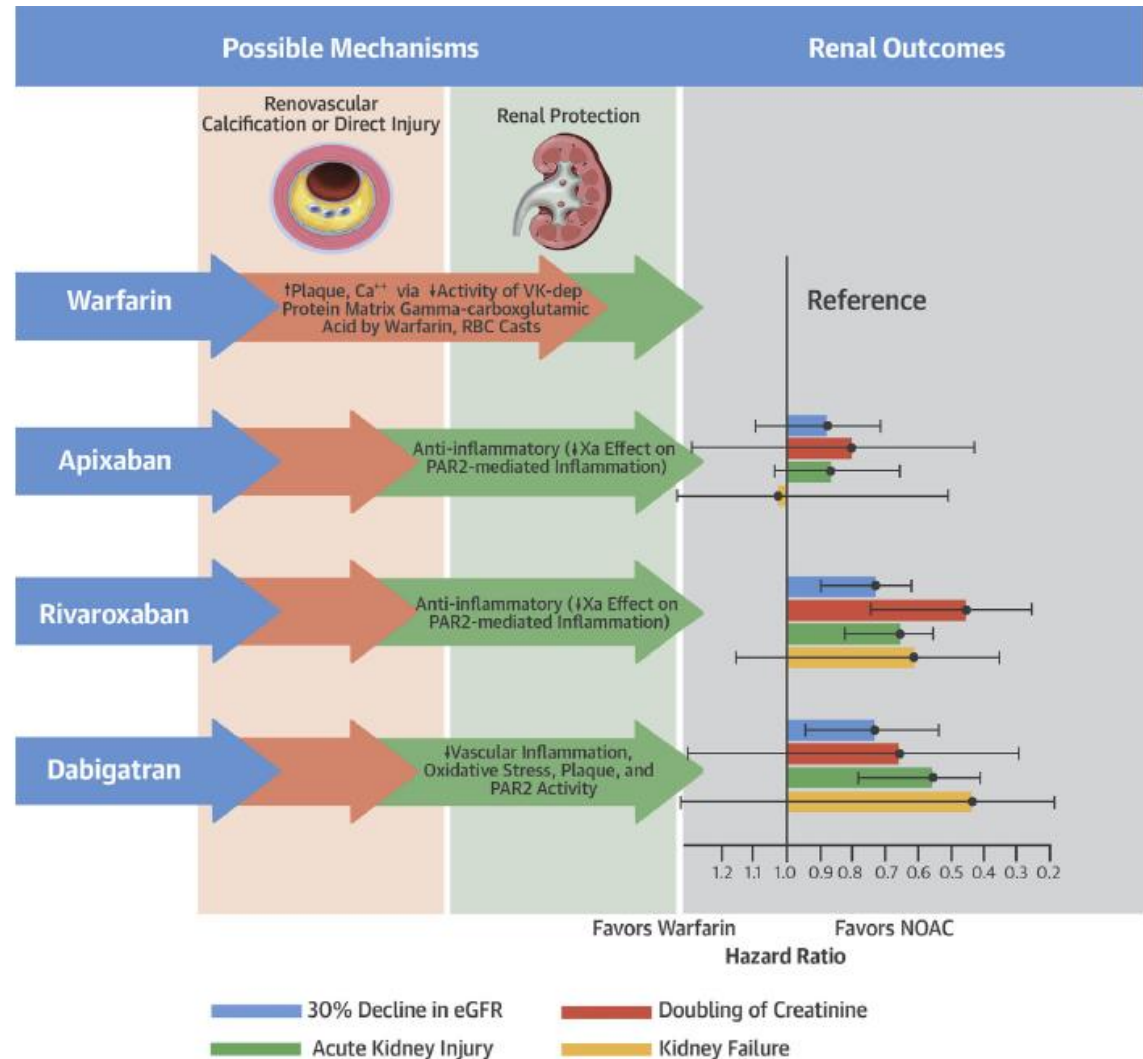 Possible Mechanisms
Renal Outcomes
Renovascular
Calcification or Direct Injury
Renal Protection
Warfarin
↑Plaque, Ca++ via ↓Activity of VK-dep
Protein Matrix Gamma-carboxglutamic
Acid by Warfarin, RBC Casts
Reference
Apixaban
Anti-inflammatory (↓Xa Effect on
PAR2-mediated Inflammation)
Rivaroxaban
Anti-inflammatory (↓Xa Effect on
PAR2-mediated Inflammation)
Dabigatran
↓Vascular Inflammation,
Oxidative Stress, Plaque, and
PAR2 Activity
1.2 1.1 1.0 0.9 0.8 0.7 0.6 0.5 0.4 0.3 0.2
Favors Warfarin
Favors NOAC
Hazard Ratio
30% Decline in eGFR
Doubling of Creatinine
Acute Kidney Injury
Kidney Failure